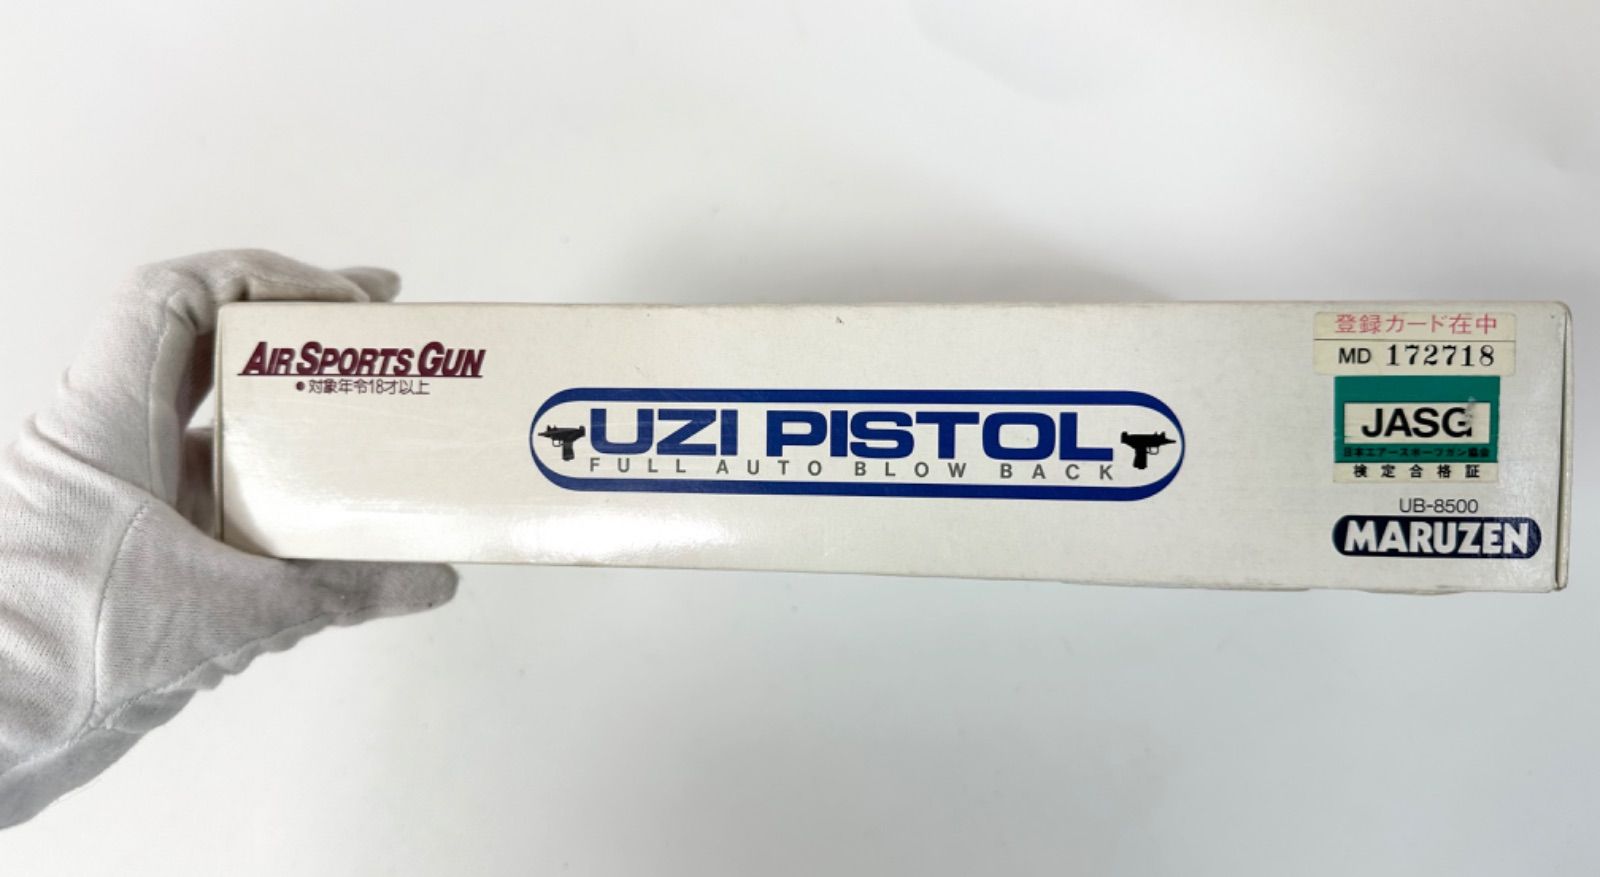 AIR SPORTS GUN
●対象年令18才以上
UZI PISTOL
FULL AUTO BLOW BACK
登録カード在中
MD 172718
JASG
日本エアースポーツガン協会
検定合格証
UB-8500
MARUZEN